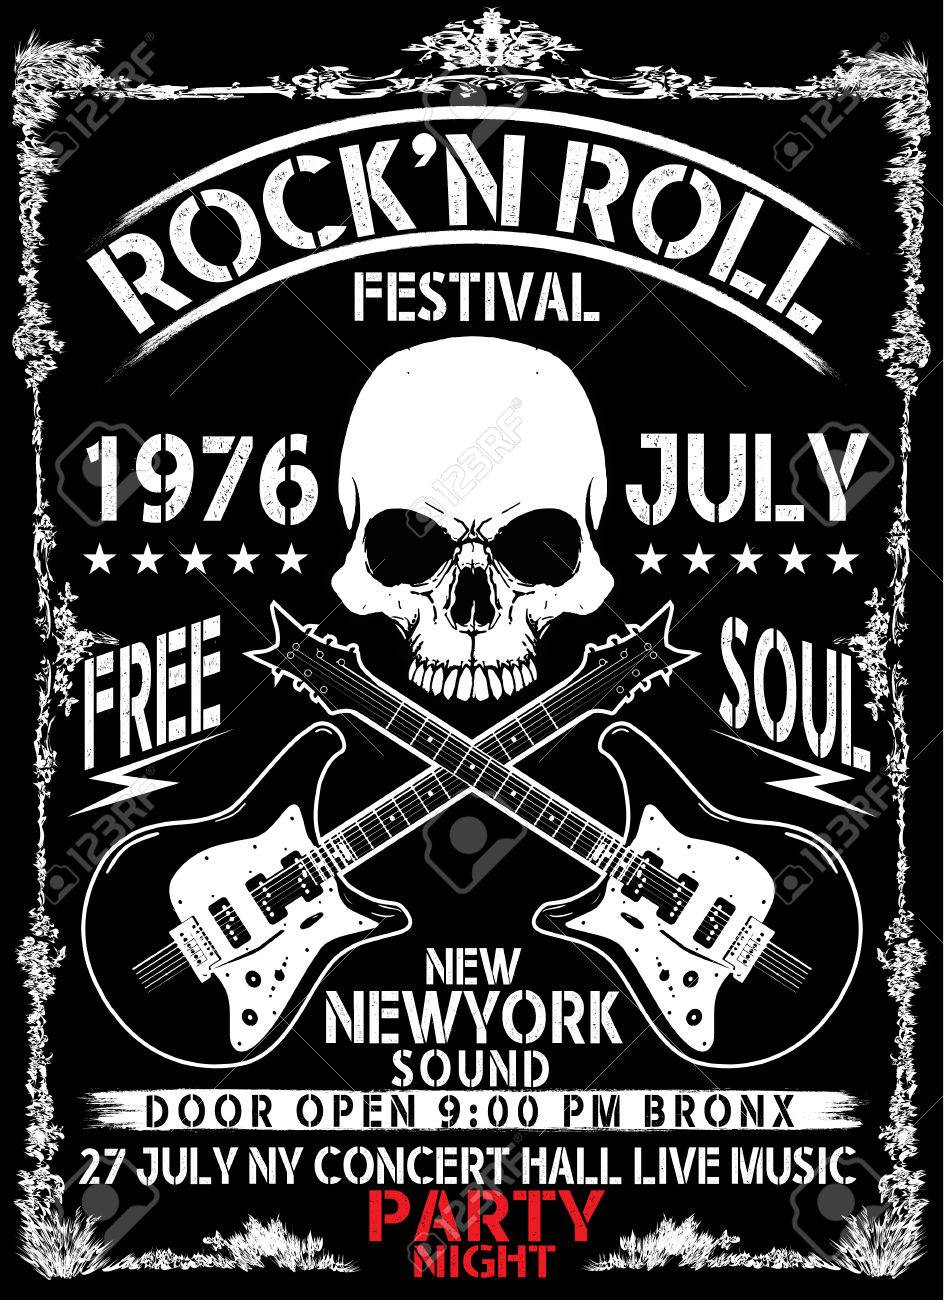 ROCK'N ROLL
FESTIVAL
1976 JULY
FREE SOUL
NEW
NEWYORK
SOUND
DOOR OPEN 9:00 PM BRONX
27 JULY NY CONCERT HALL LIVE MUSIC
PARTY
NIGHT
123RF